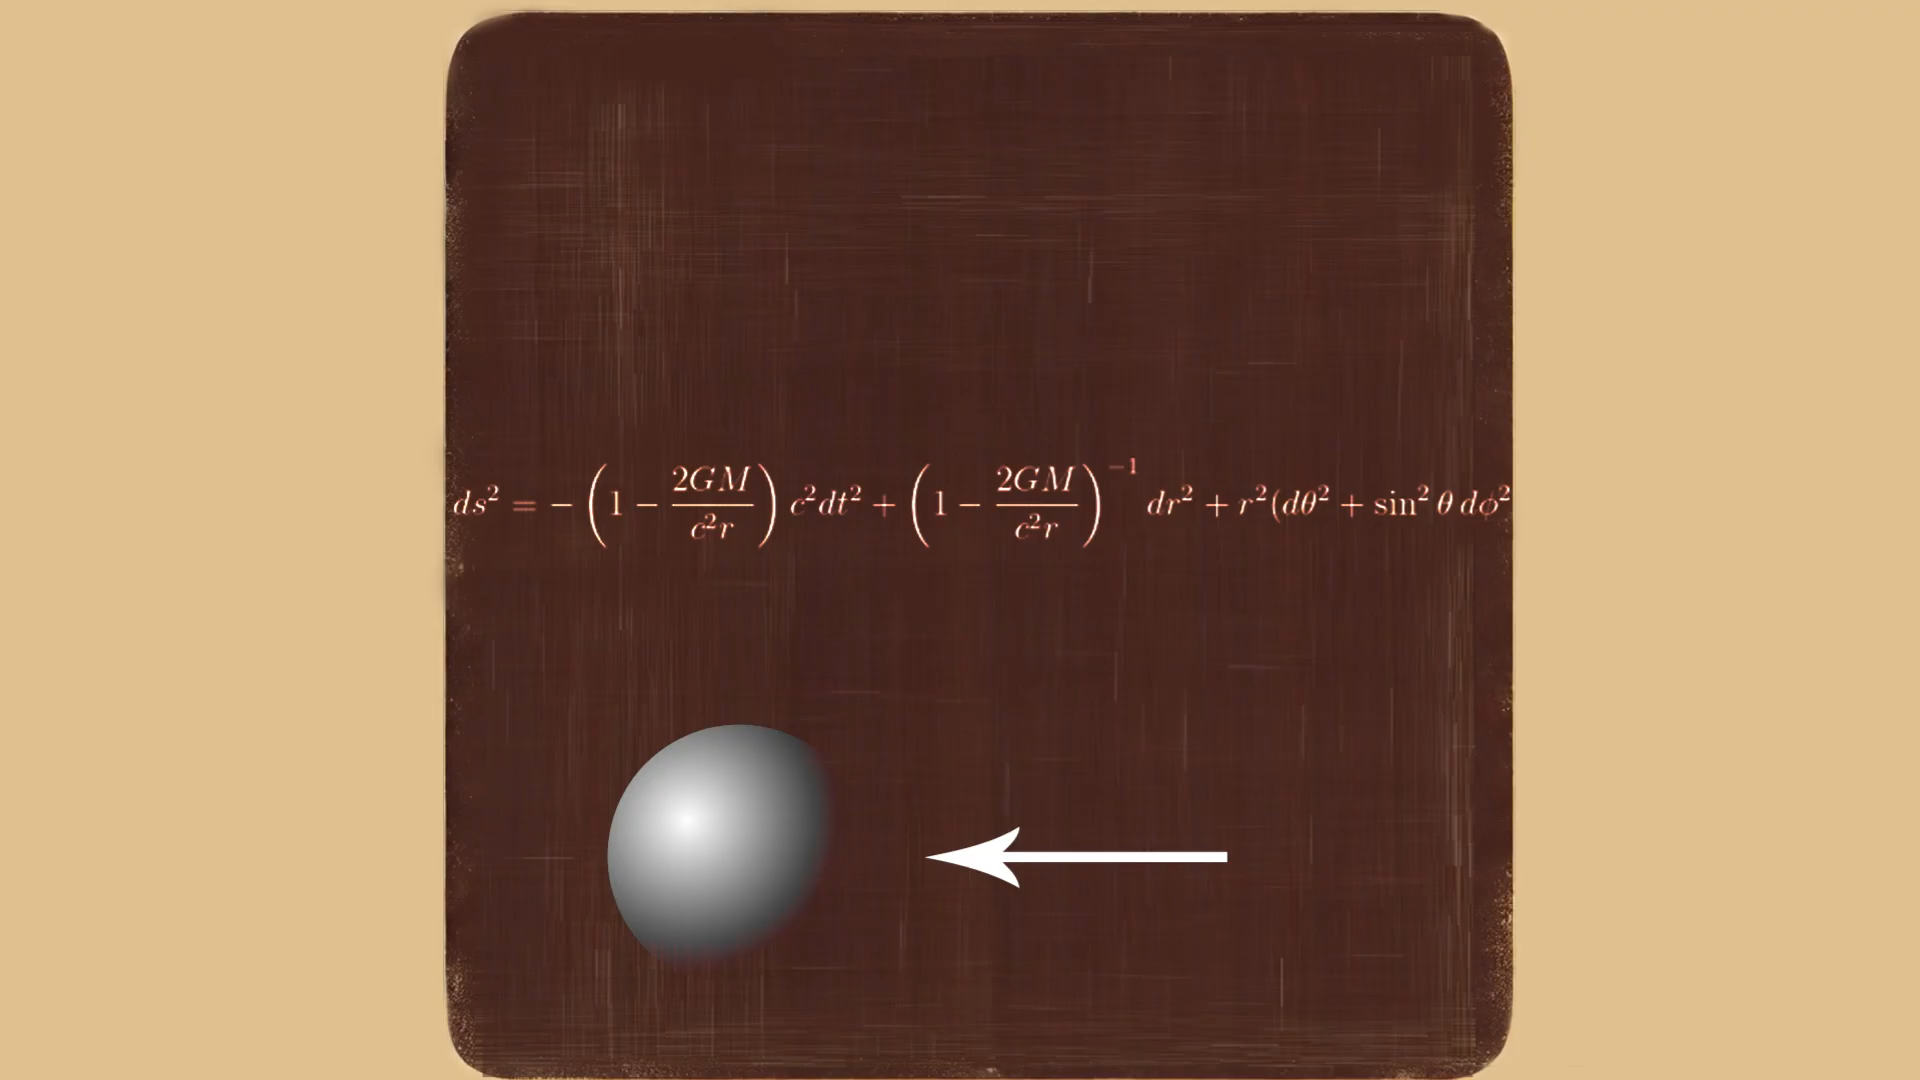 ds² = − (1 − 2GM/c²r) c²dt² + (1 − 2GM/c²r)⁻¹ dr² + r²(dθ² + sin² θ dϕ²